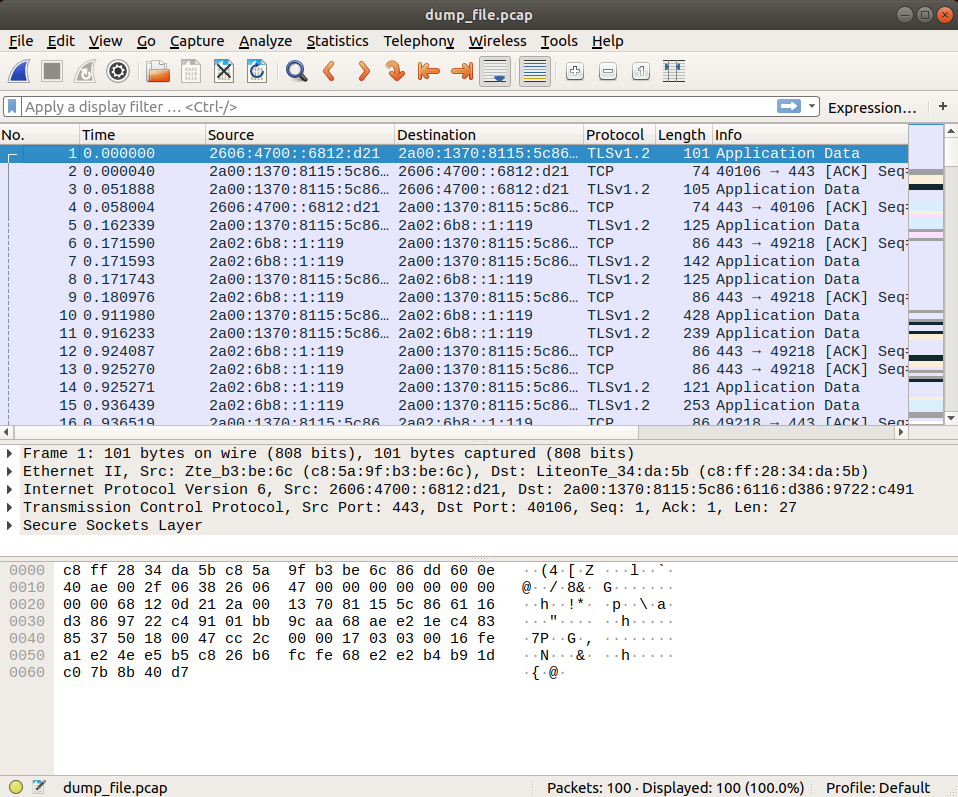 dump_file.pcap
File Edit View Go Capture Analyze Statistics Telephony Wireless Tools Help
Apply a display filter … <Ctrl-/> Expression… +
No. Time Source Destination Protocol Length Info
1 0.000000 2606:4700::6812:d21 2a00:1370:8115:5c86… TLSv1.2 101 Application Data
2 0.000040 2a00:1370:8115:5c86… 2606:4700::6812:d21 TCP 74 40106 → 443 [ACK] Seq=
3 0.051888 2a00:1370:8115:5c86… 2606:4700::6812:d21 TLSv1.2 105 Application Data
4 0.058004 2606:4700::6812:d21 2a00:1370:8115:5c86… TCP 74 443 → 40106 [ACK] Seq=
5 0.162339 2a00:1370:8115:5c86… 2a02:6b8::1:119 TLSv1.2 125 Application Data
6 0.171590 2a02:6b8::1:119 2a00:1370:8115:5c86… TCP 86 443 → 49218 [ACK] Seq=
7 0.171593 2a02:6b8::1:119 2a00:1370:8115:5c86… TLSv1.2 142 Application Data
8 0.171743 2a00:1370:8115:5c86… 2a02:6b8::1:119 TLSv1.2 125 Application Data
9 0.180976 2a02:6b8::1:119 2a00:1370:8115:5c86… TCP 86 443 → 49218 [ACK] Seq=
10 0.911980 2a00:1370:8115:5c86… 2a02:6b8::1:119 TLSv1.2 428 Application Data
11 0.916233 2a00:1370:8115:5c86… 2a02:6b8::1:119 TLSv1.2 239 Application Data
12 0.924087 2a02:6b8::1:119 2a00:1370:8115:5c86… TCP 86 443 → 49218 [ACK] Seq=
13 0.925270 2a02:6b8::1:119 2a00:1370:8115:5c86… TCP 86 443 → 49218 [ACK] Seq=
14 0.925271 2a02:6b8::1:119 2a00:1370:8115:5c86… TLSv1.2 121 Application Data
15 0.936439 2a02:6b8::1:119 2a00:1370:8115:5c86… TLSv1.2 253 Application Data
16 0.936519 2a00:1370:8115:5c86… 2a02:6b8::1:119 TCP 86 49218 → 443 [ACK] Seq=
Frame 1: 101 bytes on wire (808 bits), 101 bytes captured (808 bits)
Ethernet II, Src: Zte_b3:be:6c (c8:5a:9f:b3:be:6c), Dst: LiteonTe_34:da:5b (c8:ff:28:34:da:5b)
Internet Protocol Version 6, Src: 2606:4700::6812:d21, Dst: 2a00:1370:8115:5c86:6116:d386:9722:c491
Transmission Control Protocol, Src Port: 443, Dst Port: 40106, Seq: 1, Ack: 1, Len: 27
Secure Sockets Layer
0000 c8 ff 28 34 da 5b c8 5a 9f b3 be 6c 86 dd 60 0e ··(4·[·Z ···l··`·
0010 40 ae 00 2f 06 38 26 06 47 00 00 00 00 00 00 00 @··/·8&· G·······
0020 00 00 68 12 0d 21 2a 00 13 70 81 15 5c 86 61 16 ··h··!*· ·p··\·a·
0030 d3 86 97 22 c4 91 01 bb 9c aa 68 ae e2 1e c4 83 ···"···· ··h·····
0040 85 37 50 18 00 47 cc 2c 00 00 17 03 03 00 16 fe ·7P··G·, ········
0050 a1 e2 4e e5 b5 c8 26 b6 fc fe 68 e2 e2 b4 b9 1d ··N···&· ··h·····
0060 c0 7b 8b 40 d7 ·{·@·
dump_file.pcap Packets: 100 · Displayed: 100 (100.0%) Profile: Default